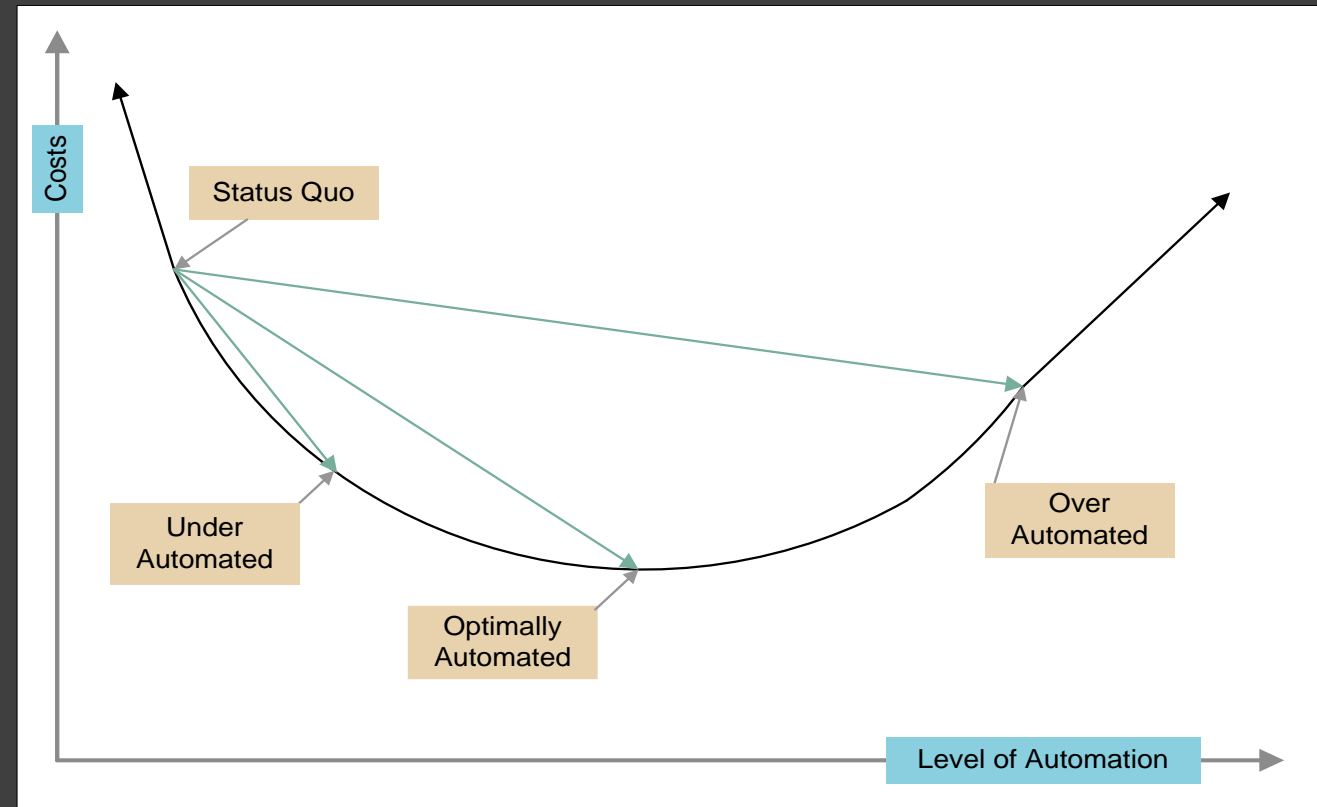 Costs
Status Quo
Under
Automated
Optimally
Automated
Over
Automated
Level of Automation